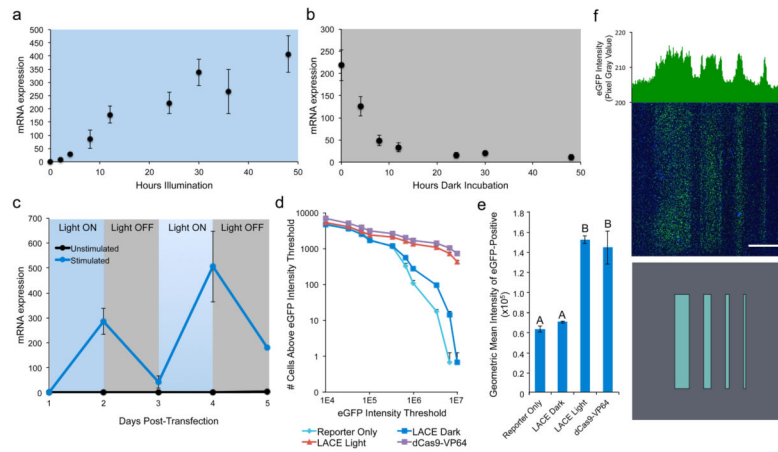 a
mRNA expression
500
450
400
350
300
250
200
150
100
50
0
0 10 20 30 40 50
Hours Illumination
b
mRNA expression
300
250
200
150
100
50
0
0 10 20 30 40 50
Hours Dark Incubation
c
mRNA expression
700
600
500
400
300
200
100
0
Light ON Light OFF Light ON Light OFF
Unstimulated
Stimulated
1 2 3 4 5
Days Post-Transfection
d
# Cells Above eGFP Intensity Threshold
10000
1000
100
10
1
0
1E4 1E5 1E6 1E7
eGFP Intensity Threshold
Reporter Only LACE Dark
LACE Light dCas9-VP64
e
Geometric Mean Intensity of eGFP-Positive
(x10⁵)
1.8
1.6
1.4
1.2
1.0
0.8
0.6
0.4
0.2
0.0
A A B B
Reporter Only
LACE Dark
LACE Light
dCas9-VP64
f
eGFP Intensity
(Pixel Gray Value)
220
210
200